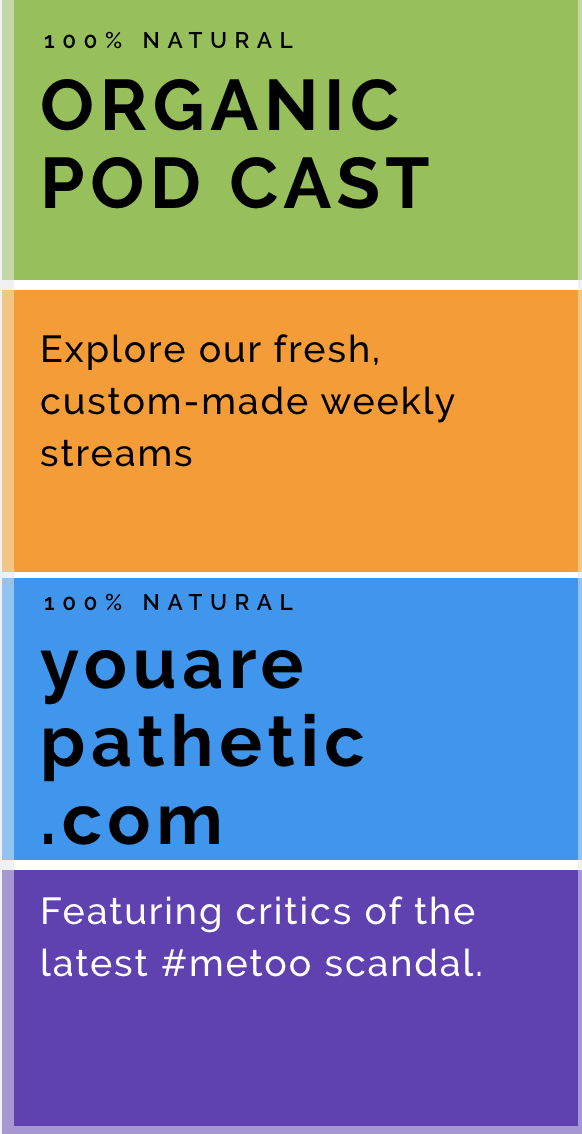 100% NATURAL
ORGANIC
POD CAST
Explore our fresh,
custom-made weekly
streams
100% NATURAL
youare
pathetic
.com
Featuring critics of the
latest #metoo scandal.